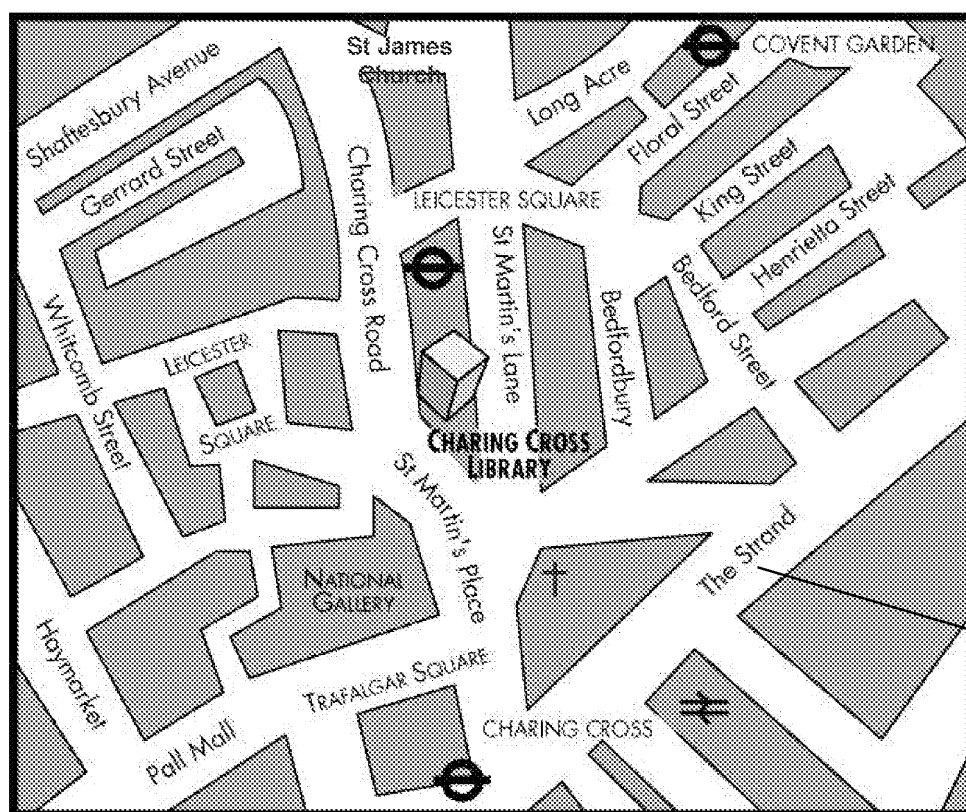 St James
Church
COVENT GARDEN
Shaftesbury Avenue
Long Acre
Floral Street
Gerrard Street
Charing Cross Road
King Street
LEICESTER SQUARE
Henrietta Street
St Martin's Lane
Bedford Street
Bedfordbury
Whitcomb Street
LEICESTER
SQUARE
CHARING CROSS
LIBRARY
St Martin's Place
The Strand
NATIONAL
GALLERY
Haymarket
TRAFALGAR SQUARE
Pall Mall
CHARING CROSS